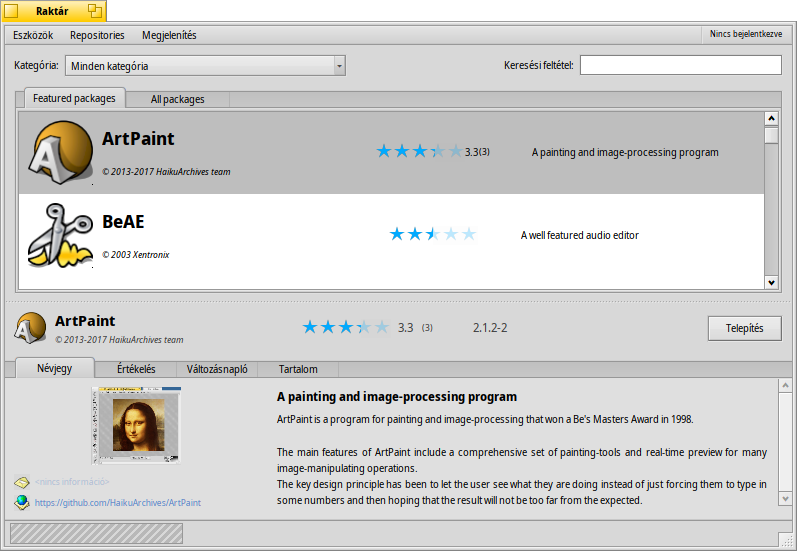 Raktár
Eszközök Repositories Megjelenítés Nincs bejelentkezve
Kategória: Minden kategória Keresési feltétel:
Featured packages All packages
ArtPaint
3.3(3) A painting and image-processing program
© 2013-2017 HaikuArchives team
BeAE
A well featured audio editor
© 2003 Xentronix
ArtPaint
3.3 (3) 2.1.2-2 Telepítés
© 2013-2017 HaikuArchives team
Névjegy Értékelés Változásnapló Tartalom
A painting and image-processing program
ArtPaint is a program for painting and image-processing that won a Be's Masters Award in 1998.
The main features of ArtPaint include a comprehensive set of painting-tools and real-time preview for many
image-manipulating operations.
The key design principle has been to let the user see what they are doing instead of just forcing them to type in
some numbers and then hoping that the result will not be too far from the expected.
<nincs információ>
https://github.com/HaikuArchives/ArtPaint